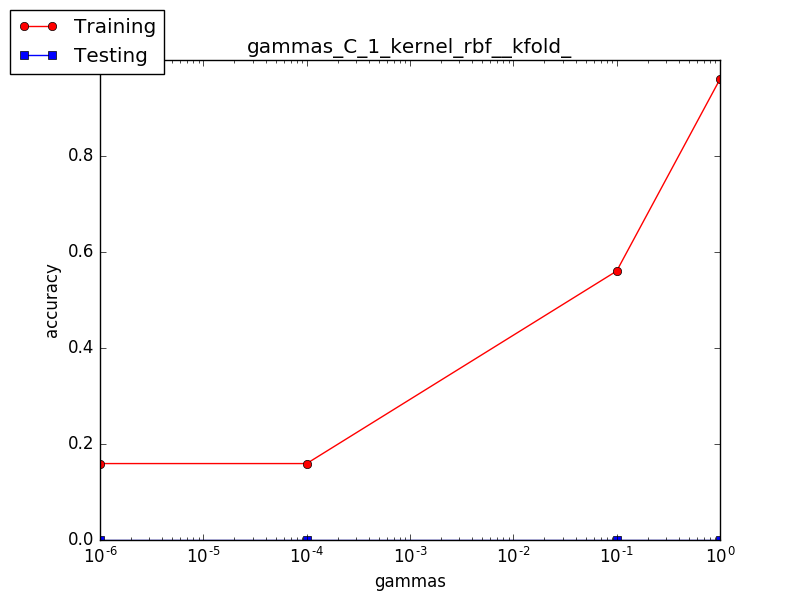 Training
Testing
gammas_C_1_kernel_rbf__kfold_
accuracy
0.8
0.6
0.4
0.2
0.0
10^-6 10^-5 10^-4 10^-3 10^-2 10^-1 10^0
gammas